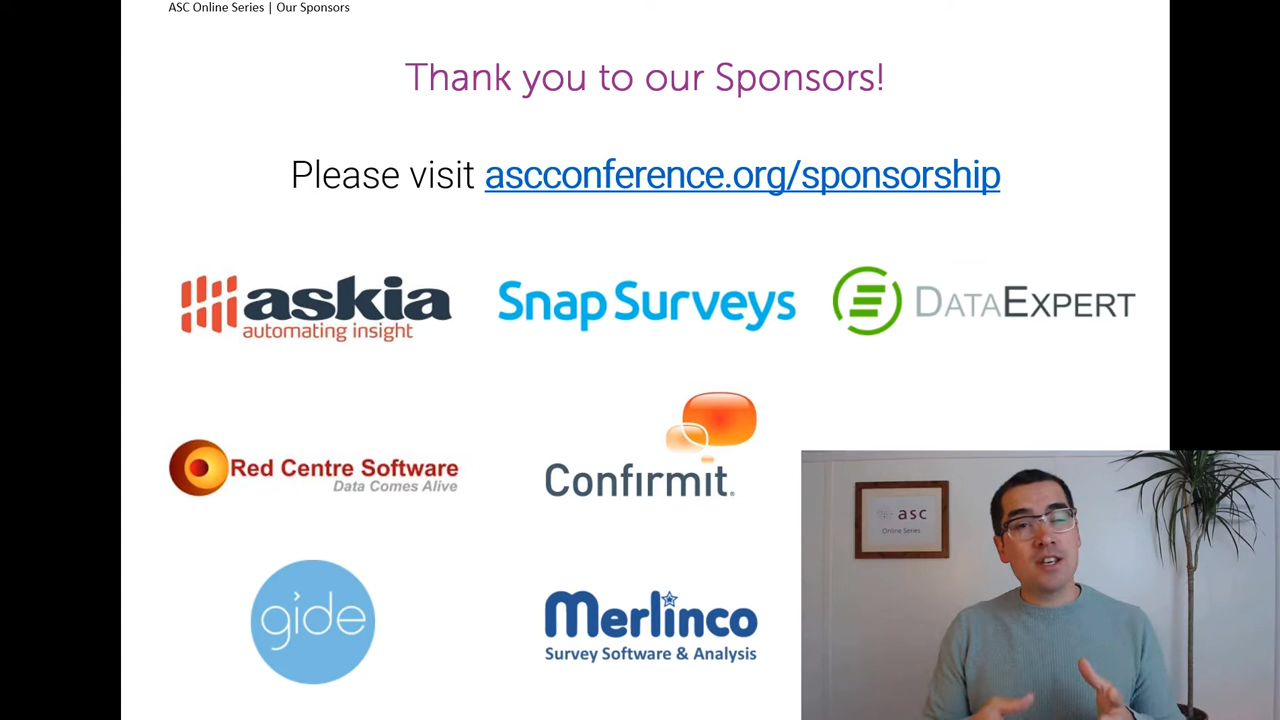 ASC Online Series | Our Sponsors
Thank you to our Sponsors!
Please visit ascconference.org/sponsorship
askia
automating insight
Snap Surveys
DATAEXPERT
Red Centre Software
Data Comes Alive
Confirmit®
gide
Merlinco
Survey Software & Analysis
asc
Online Series